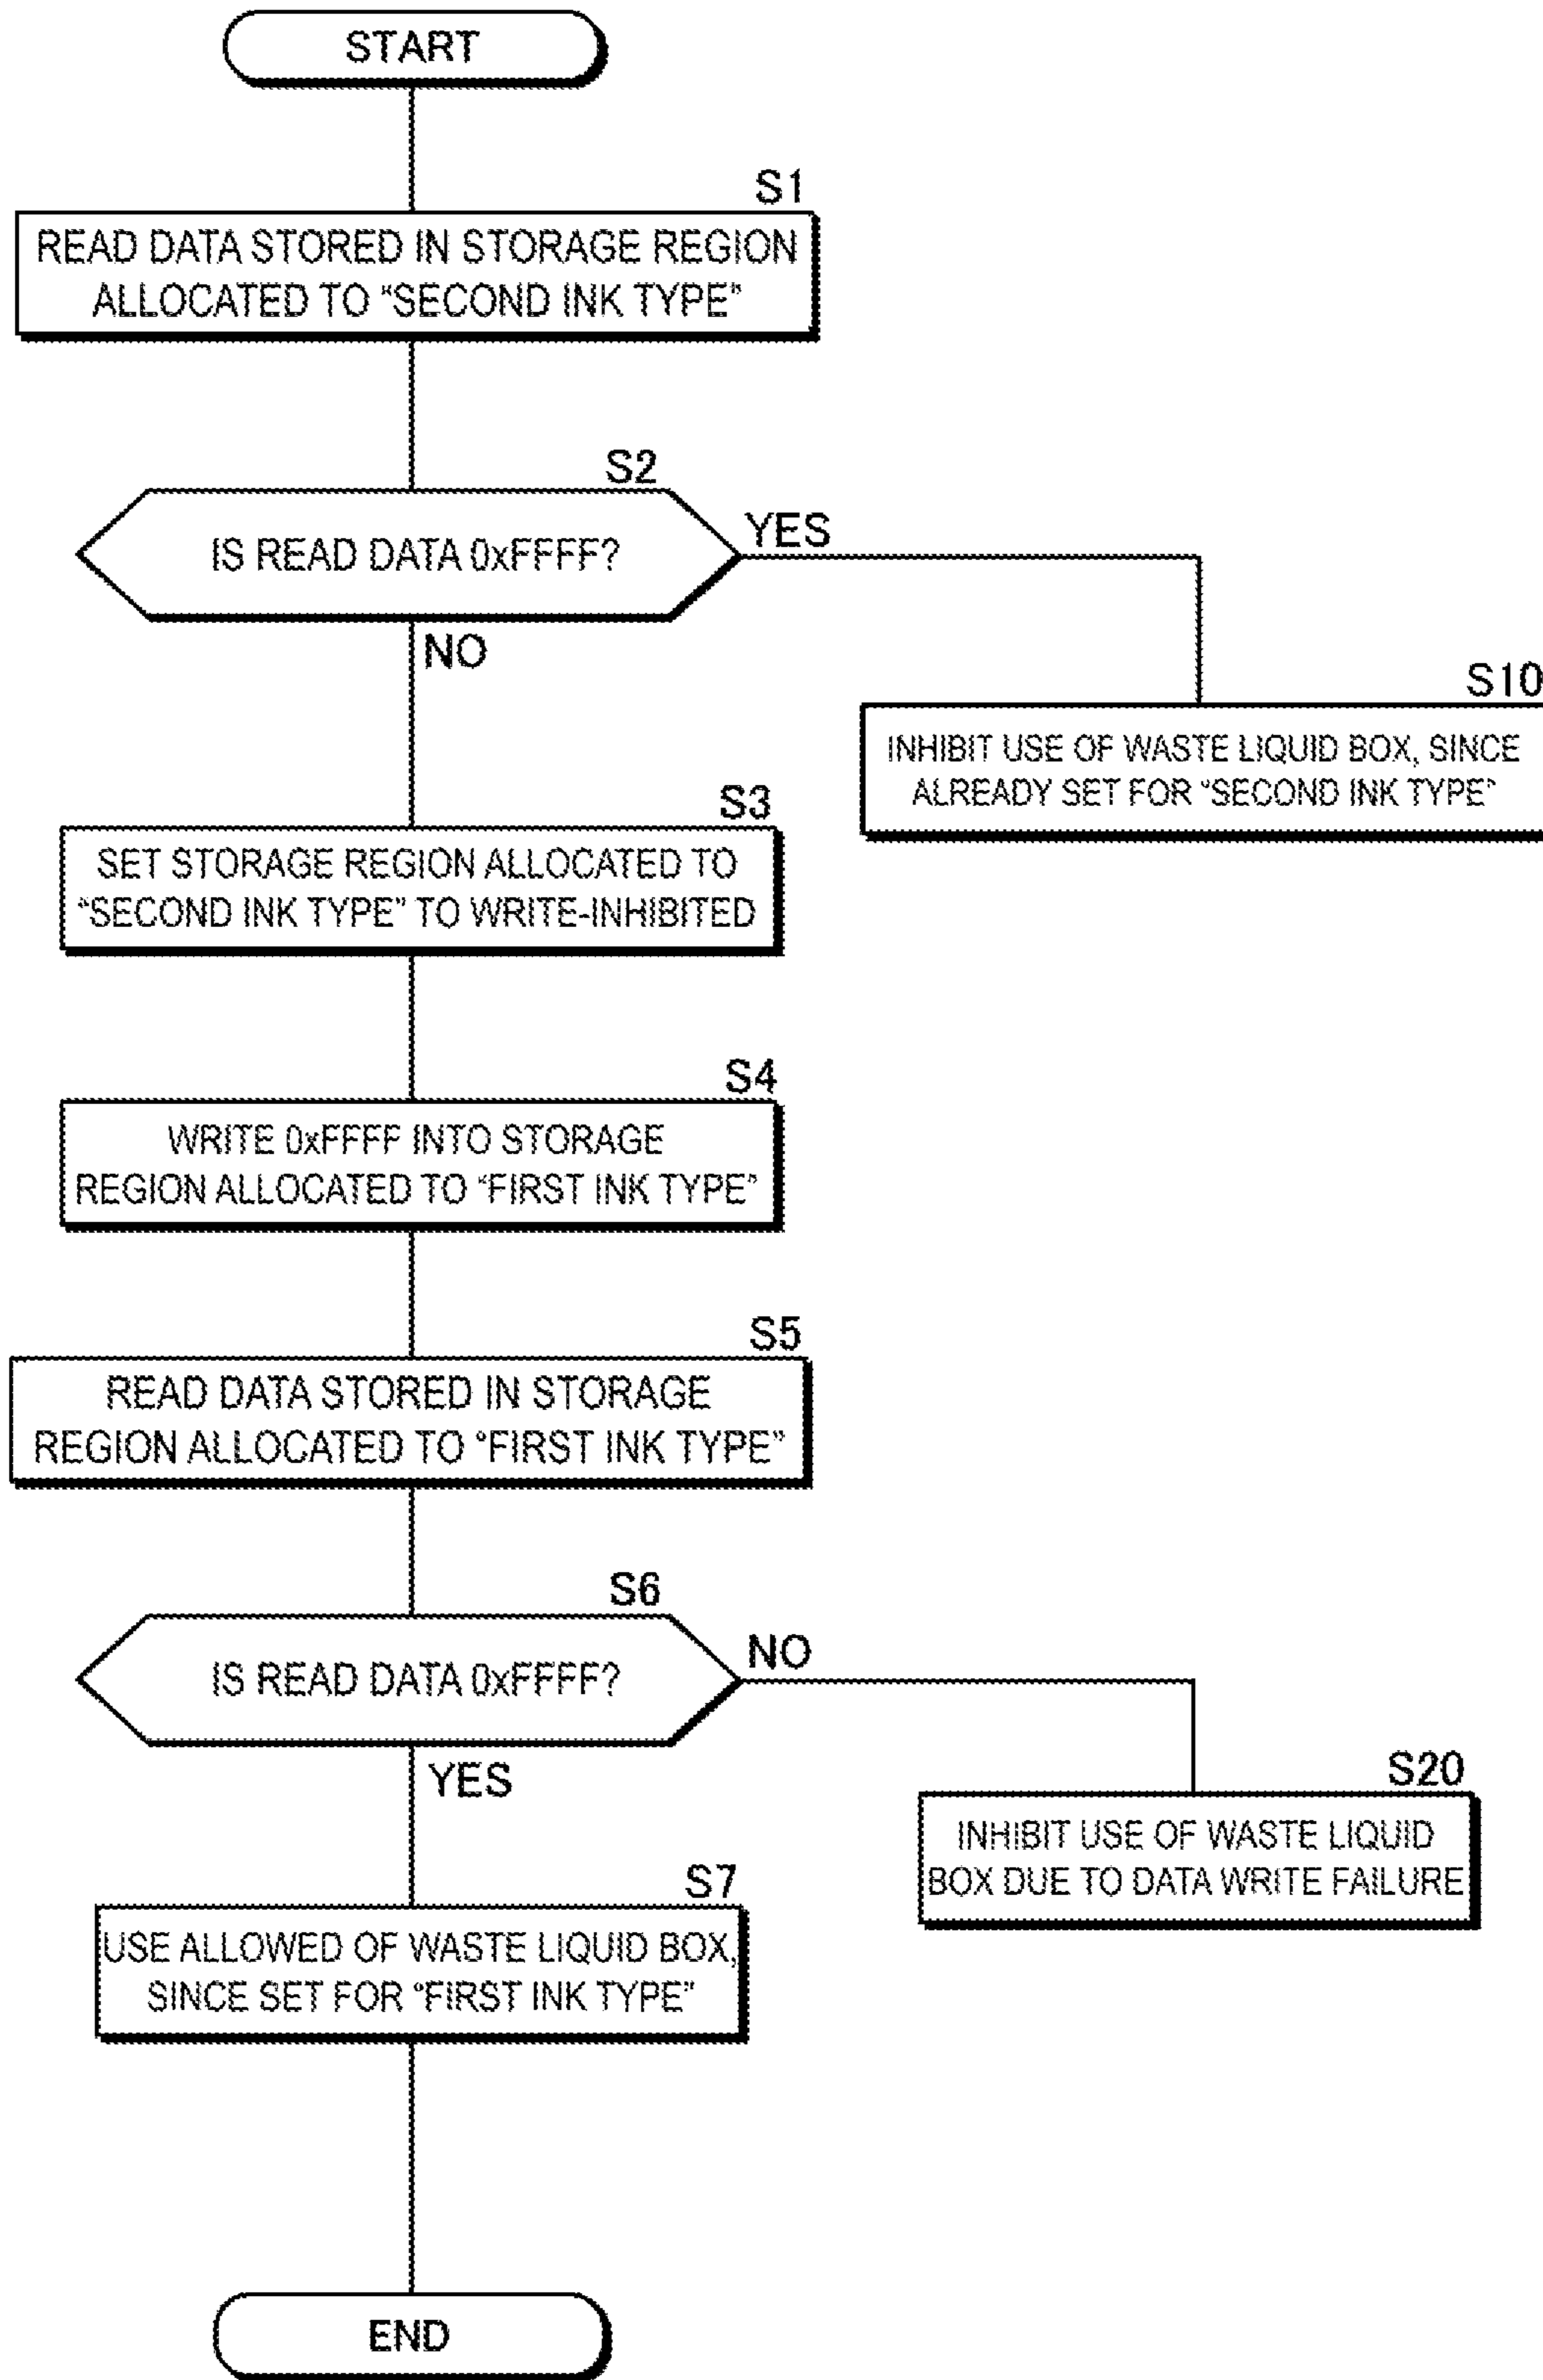 START
S1
READ DATA STORED IN STORAGE REGION
ALLOCATED TO “SECOND INK TYPE”
S2
IS READ DATA 0xFFFF?
YES
NO
S10
INHIBIT USE OF WASTE LIQUID BOX, SINCE
ALREADY SET FOR “SECOND INK TYPE”
S3
SET STORAGE REGION ALLOCATED TO
“SECOND INK TYPE” TO WRITE-INHIBITED
S4
WRITE 0xFFFF INTO STORAGE
REGION ALLOCATED TO “FIRST INK TYPE”
S5
READ DATA STORED IN STORAGE
REGION ALLOCATED TO “FIRST INK TYPE”
S6
IS READ DATA 0xFFFF?
NO
YES
S20
INHIBIT USE OF WASTE LIQUID
BOX DUE TO DATA WRITE FAILURE
S7
USE ALLOWED OF WASTE LIQUID BOX,
SINCE SET FOR “FIRST INK TYPE”
END